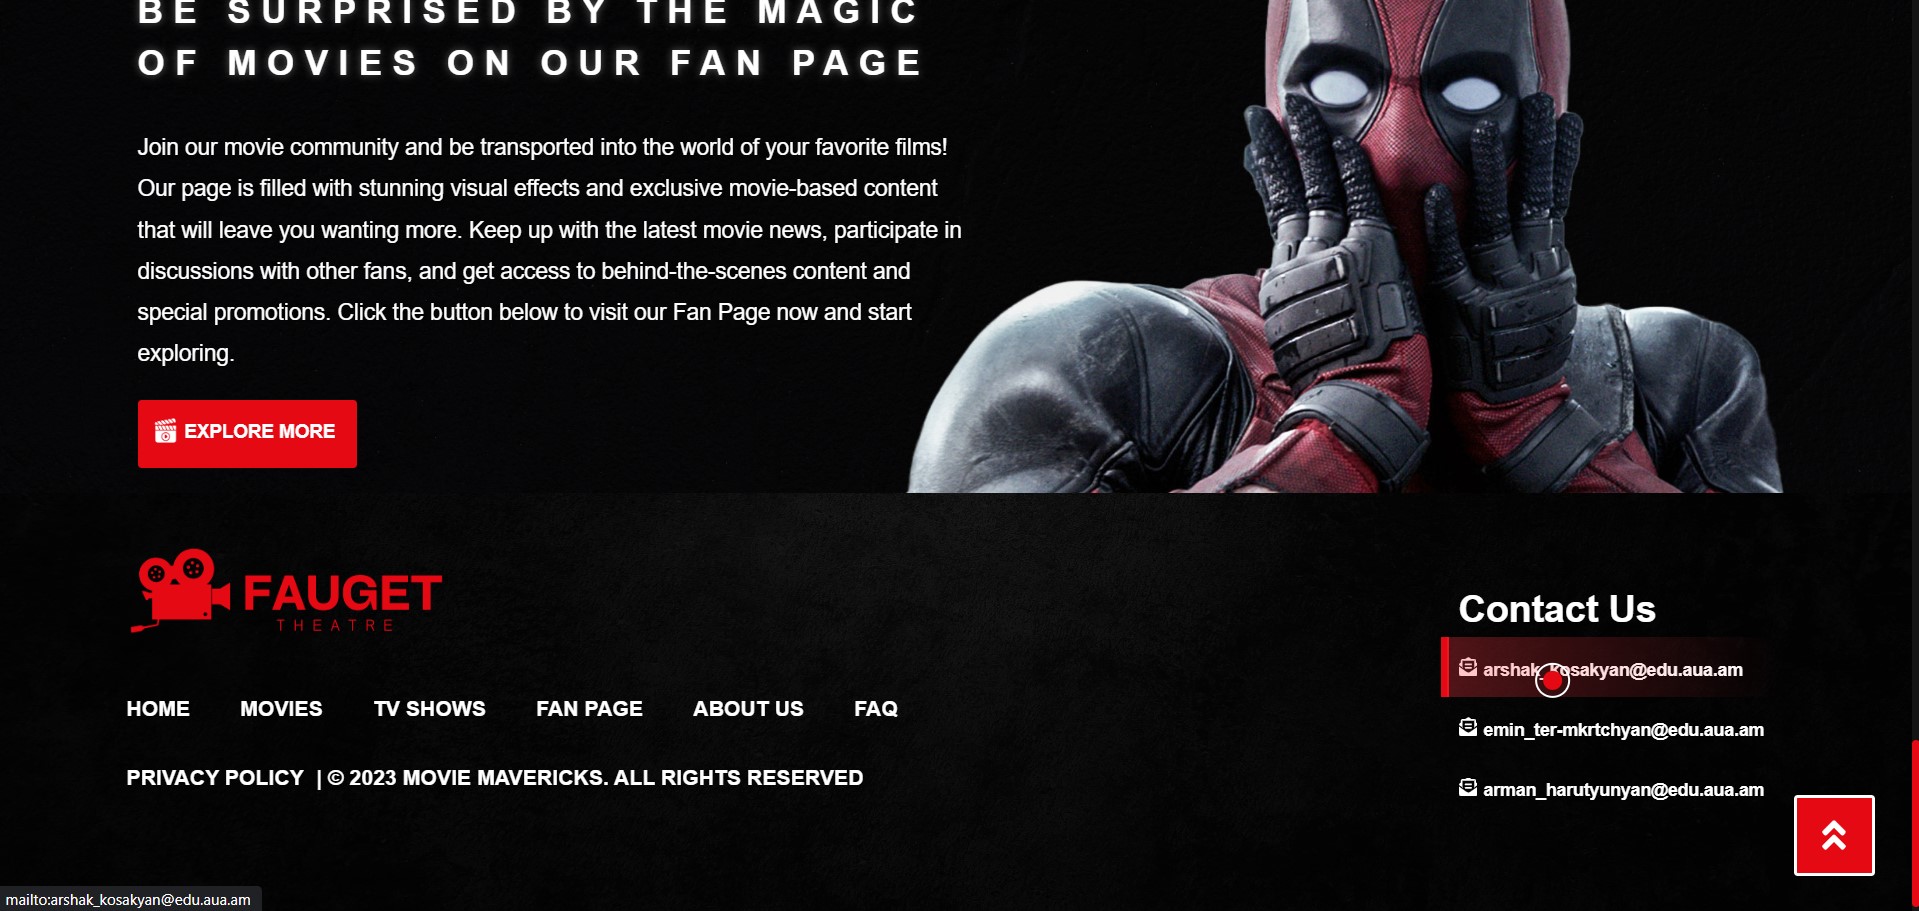 BE SURPRISED BY THE MAGIC
OF MOVIES ON OUR FAN PAGE
Join our movie community and be transported into the world of your favorite films!
Our page is filled with stunning visual effects and exclusive movie-based content
that will leave you wanting more. Keep up with the latest movie news, participate in
discussions with other fans, and get access to behind-the-scenes content and
special promotions. Click the button below to visit our Fan Page now and start
exploring.
EXPLORE MORE
FAUGET
THEATRE
HOME MOVIES TV SHOWS FAN PAGE ABOUT US FAQ
PRIVACY POLICY | © 2023 MOVIE MAVERICKS. ALL RIGHTS RESERVED
Contact Us
arshak_kosakyan@edu.aua.am
emin_ter-mkrtchyan@edu.aua.am
arman_harutyunyan@edu.aua.am
mailto:arshak_kosakyan@edu.aua.am